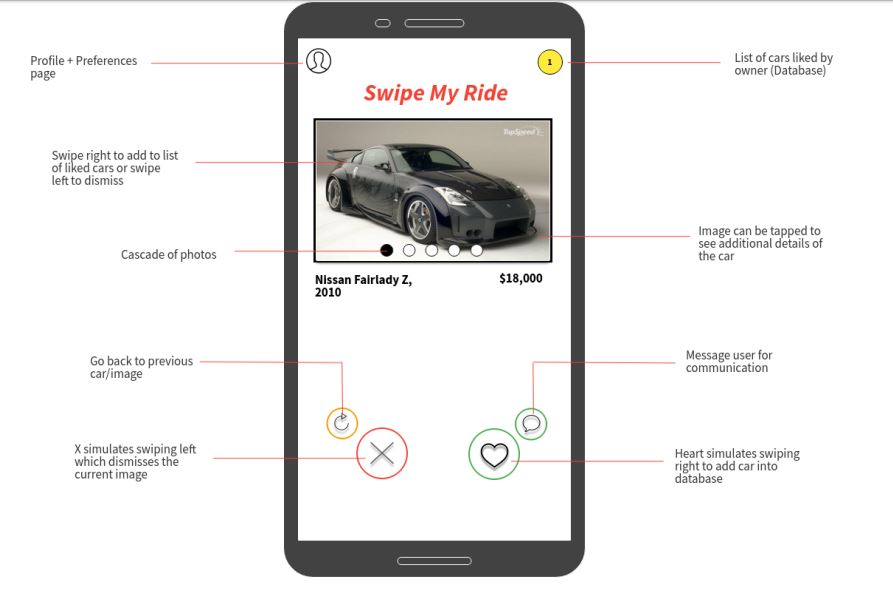 Profile + Preferences
page
1
List of cars liked by
owner (Database)
Swipe My Ride
TopSpeed
Swipe right to add to list
of liked cars or swipe
left to dismiss
Image can be tapped to
see additional details of
the car
Cascade of photos
Nissan Fairlady Z,
2010
$18,000
Go back to previous
car/image
Message user for
communication
X simulates swiping left
which dismisses the
current image
Heart simulates swiping
right to add car into
database